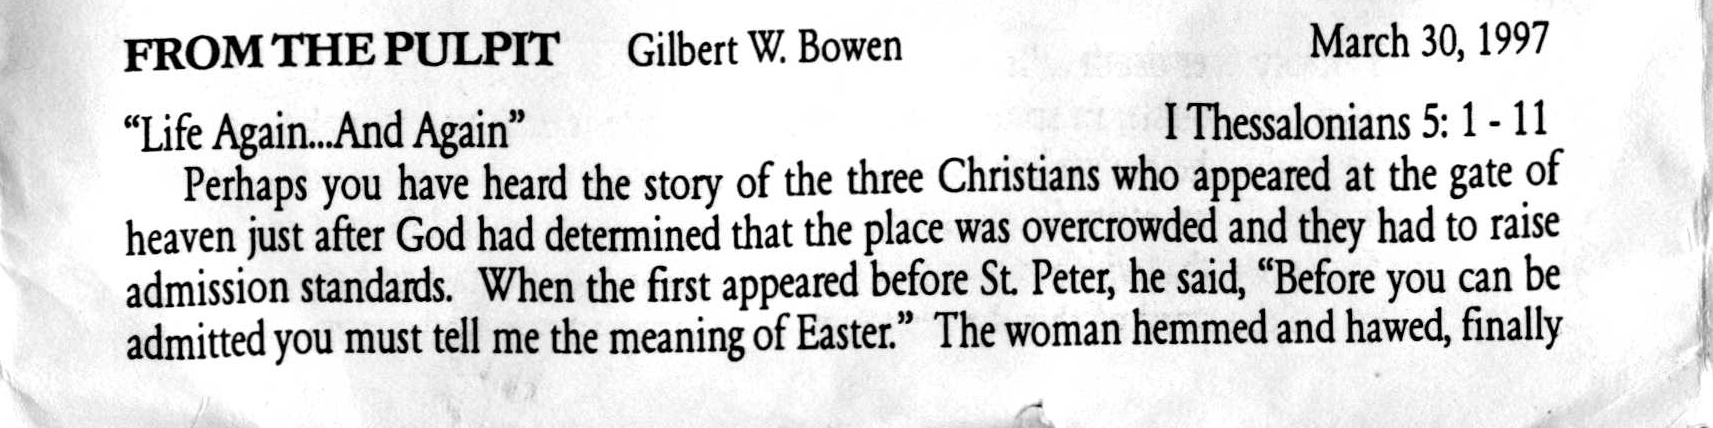 FROM THE PULPIT Gilbert W. Bowen March 30, 1997
“Life Again...And Again” I Thessalonians 5: 1 - 11
Perhaps you have heard the story of the three Christians who appeared at the gate of
heaven just after God had determined that the place was overcrowded and they had to raise
admission standards. When the first appeared before St. Peter, he said, “Before you can be
admitted you must tell me the meaning of Easter.” The woman hemmed and hawed, finally